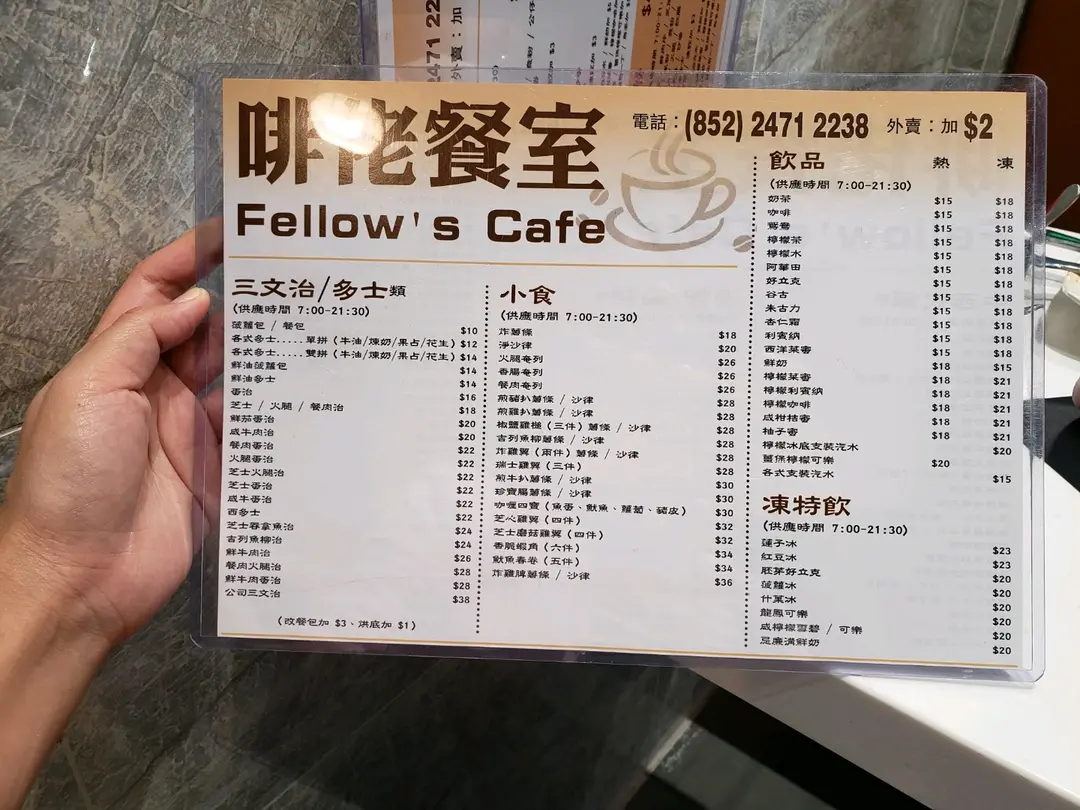 啡佬餐室
Fellow's Cafe
電話：(852) 2471 2238 外賣：加 $2
三文治/多士類
(供應時間 7:00-21:30)
菠蘿包 / 餐包 $10
各式多士.....單拼（牛油/煉奶/果占/花生）$12
各式多士.....雙拼（牛油/煉奶/果占/花生）$14
鮮油菠蘿包 $14
鮮油多士 $14
蛋治 $16
芝士 / 火腿 / 餐肉治 $18
鮮茄蛋治 $20
咸牛肉治 $20
餐肉蛋治 $22
火腿蛋治 $22
芝士火腿治 $22
芝士蛋治 $22
咸牛蛋治 $22
西多士 $22
芝士吞拿魚治 $24
吉列魚柳治 $24
鮮牛肉治 $26
餐肉火腿治 $28
鮮牛肉蛋治 $28
公司三文治 $38
（改餐包加 $3、烘底加 $1）
小食
(供應時間 7:00-21:30)
炸薯條 $18
淨沙律 $20
火腿奄列 $26
香腸奄列 $26
餐肉奄列 $26
煎豬扒薯條 / 沙律 $28
煎雞扒薯條 / 沙律 $28
椒鹽雞槌（三件）薯條 / 沙律 $28
吉列魚柳薯條 / 沙律 $28
炸雞翼（兩件）薯條 / 沙律 $28
瑞士雞翼（三件） $28
煎牛扒薯條 / 沙律 $30
珍寶腸薯條 / 沙律 $30
咖喱四寶（魚蛋、魷魚、蘿蔔、豬皮） $30
芝心雞翼（四件） $32
芝士蘑菇雞翼（四件） $32
香脆蝦角（六件） $34
魷魚春卷（五件） $34
炸雞髀薯條 / 沙律 $36
飲品 熱 凍
(供應時間 7:00-21:30)
奶茶 $15 $18
咖啡 $15 $18
鴛鴦 $15 $18
檸檬茶 $15 $18
檸檬水 $15 $18
阿華田 $15 $18
好立克 $15 $18
谷古 $15 $18
朱古力 $15 $18
杏仁霜 $15 $18
利賓納 $15 $18
西洋菜蜜 $15 $18
鮮奶 $18 $15
檸檬菜蜜 $18 $21
檸檬利賓納 $18 $21
檸檬咖啡 $18 $21
咸柑桔蜜 $18 $21
柚子蜜 $18 $21
檸檬冰底支裝汽水 $20
薑煲檸檬可樂 $20
各式支裝汽水 $15
凍特飲
(供應時間 7:00-21:30)
蓮子冰 $23
紅豆冰 $23
胚芽好立克 $20
菠蘿冰 $20
什菓冰 $20
龍鳳可樂 $20
咸檸檬雪碧 / 可樂 $20
忌廉溝鮮奶 $20